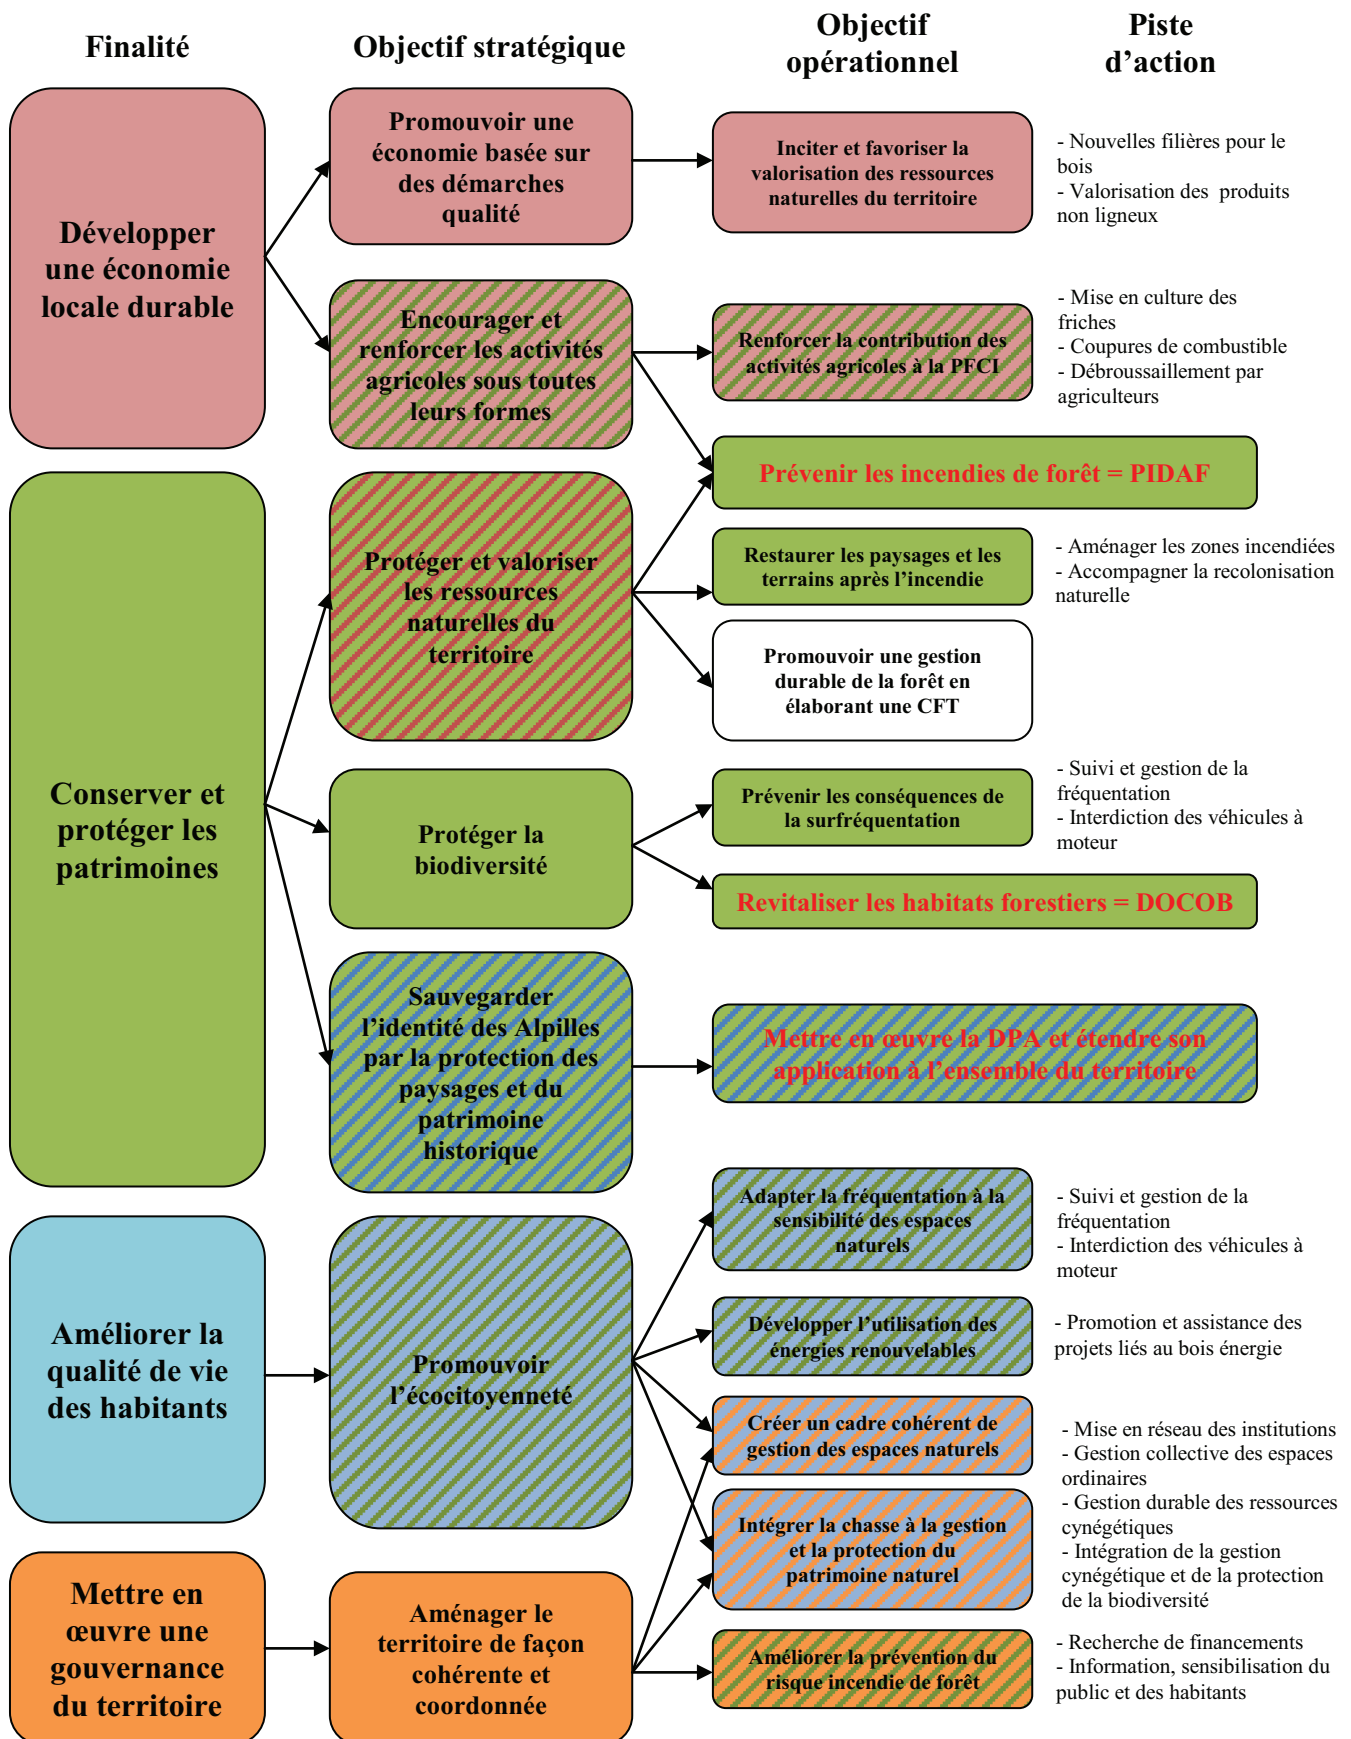 Finalité
Objectif stratégique
Objectif
opérationnel
Piste
d’action
Développer
une économie
locale durable
Promouvoir une
économie basée sur
des démarches
qualité
Inciter et favoriser la
valorisation des ressources
naturelles du territoire
- Nouvelles filières pour le
bois
- Valorisation des  produits
non ligneux
Encourager et
renforcer les activités
agricoles sous toutes
leurs formes
Renforcer la contribution des
activités agricoles à la PFCI
- Mise en culture des
friches
- Coupures de combustible
- Débroussaillement par
agriculteurs
Prévenir les incendies de forêt = PIDAF
Conserver et
protéger les
patrimoines
Protéger et valoriser
les ressources
naturelles du
territoire
Restaurer les paysages et les
terrains après l’incendie
- Aménager les zones incendiées
- Accompagner la recolonisation
naturelle
Promouvoir une gestion
durable de la forêt en
élaborant une CFT
Protéger la
biodiversité
Prévenir les conséquences de
la surfréquentation
- Suivi et gestion de la
fréquentation
- Interdiction des véhicules à
moteur
Revitaliser les habitats forestiers = DOCOB
Sauvegarder
l’identité des Alpilles
par la protection des
paysages et du
patrimoine
historique
Mettre en œuvre la DPA et étendre son
application à l’ensemble du territoire
Améliorer la
qualité de vie
des habitants
Promouvoir
l’écocitoyenneté
Adapter la fréquentation à la
sensibilité des espaces
naturels
- Suivi et gestion de la
fréquentation
- Interdiction des véhicules à
moteur
Développer l’utilisation des
énergies renouvelables
- Promotion et assistance des
projets liés au bois énergie
Créer un cadre cohérent de
gestion des espaces naturels
- Mise en réseau des institutions
- Gestion collective des espaces
ordinaires
Intégrer la chasse à la gestion
et la protection du
patrimoine naturel
- Gestion durable des ressources
cynégétiques
- Intégration de la gestion
cynégétique et de la protection
de la biodiversité
Mettre en
œuvre une
gouvernance
du territoire
Aménager le
territoire de façon
cohérente et
coordonnée
Améliorer la prévention du
risque incendie de forêt
- Recherche de financements
- Information, sensibilisation du
public et des habitants